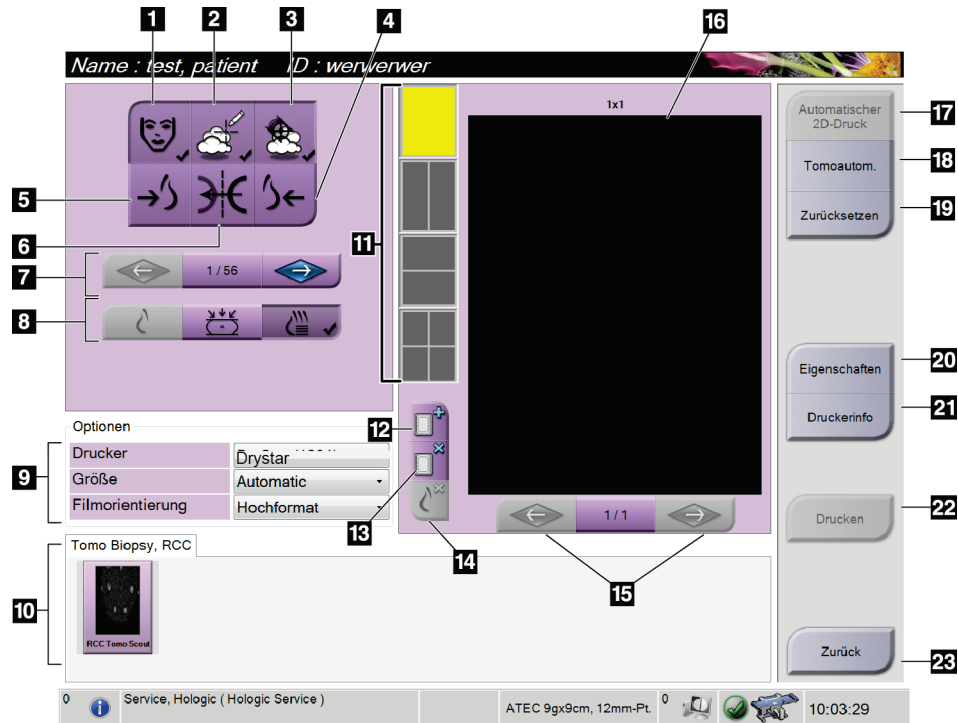 1
2
3
4
16
Name : test, patient ID : werwerwer
1x1
Automatischer
2D-Druck
17
Tomoautom.
18
Zurücksetzen
19
5
6
11
7
1 / 56
8
Eigenschaften
20
Druckerinfo
21
Optionen
12
9
Drucker
DryStar
Größe
Automatic
Filmorientierung
Hochformat
13
14
1 / 1
15
Drucken
22
Tomo Biopsy, RCC
10
RCC Tomo Scout
Zurück
23
0
Service, Hologic ( Hologic Service )
ATEC 9gx9cm, 12mm-Pt.
0
10:03:29